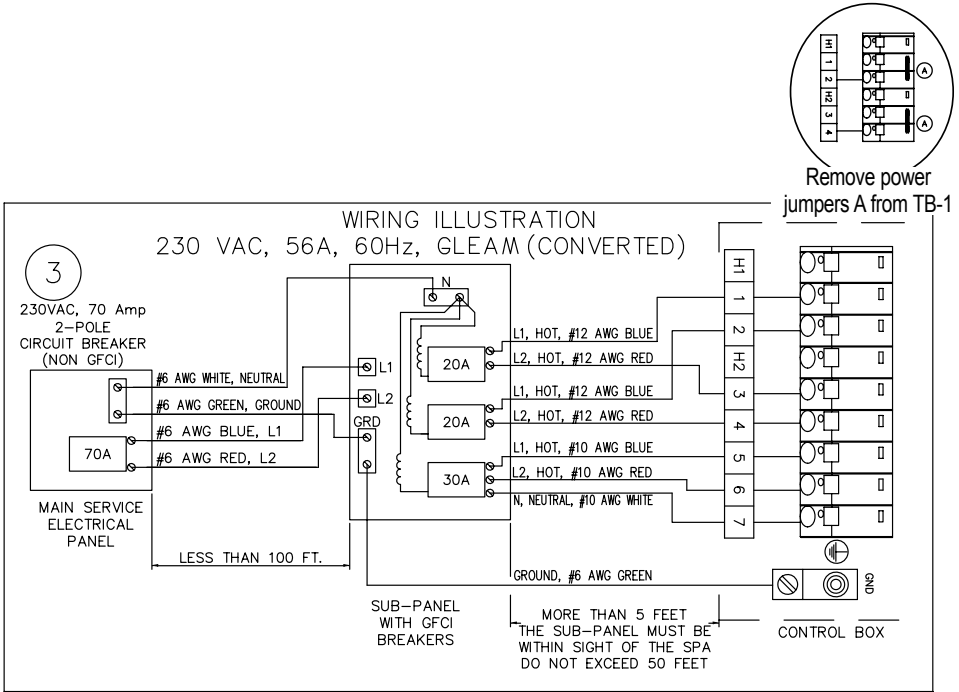 H1
1
2
H2
3
4
A
A
Remove power
jumpers A from TB-1
WIRING ILLUSTRATION
230 VAC, 56A, 60Hz, GLEAM (CONVERTED)
3
230VAC, 70 Amp
2-POLE
CIRCUIT BREAKER
(NON GFCI)
#6 AWG WHITE, NEUTRAL
#6 AWG GREEN, GROUND
#6 AWG BLUE, L1
#6 AWG RED, L2
70A
MAIN SERVICE
ELECTRICAL
PANEL
LESS THAN 100 FT.
N
L1
L2
GRD
20A
20A
30A
L1, HOT, #12 AWG BLUE
L2, HOT, #12 AWG RED
L1, HOT, #12 AWG BLUE
L2, HOT, #12 AWG RED
L1, HOT, #10 AWG BLUE
L2, HOT, #10 AWG RED
N, NEUTRAL, #10 AWG WHITE
GROUND, #6 AWG GREEN
SUB-PANEL
WITH GFCI
BREAKERS
MORE THAN 5 FEET
THE SUB-PANEL MUST BE
WITHIN SIGHT OF THE SPA
DO NOT EXCEED 50 FEET
H1
1
2
H2
3
4
5
6
7
GND
CONTROL BOX